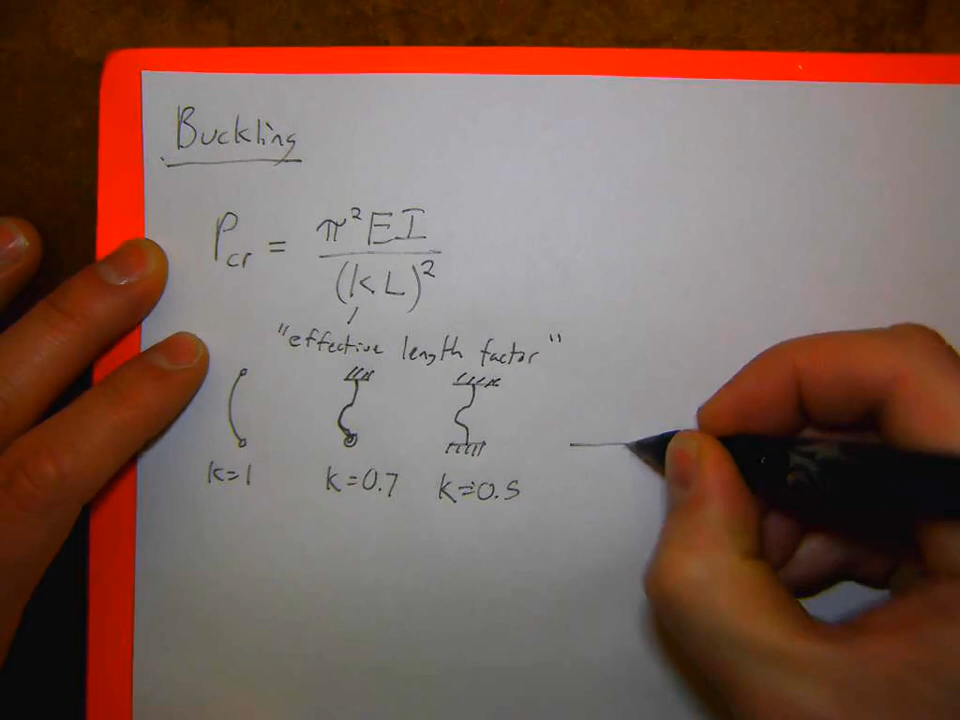 Buckling
Pcr = π²EI
(kL)²
"effective length factor"
k=1 k=0.7 k=0.5